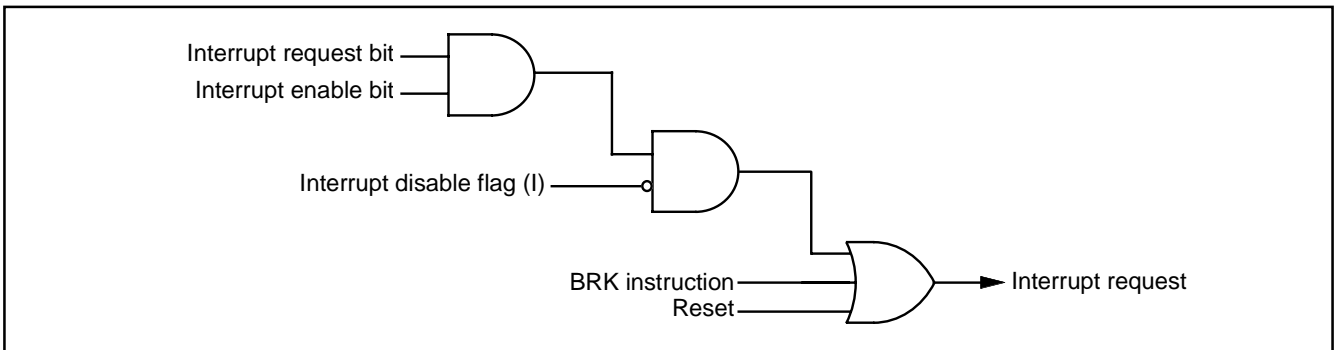 Interrupt request bit
Interrupt enable bit
Interrupt disable flag (I)
BRK instruction
Reset
Interrupt request